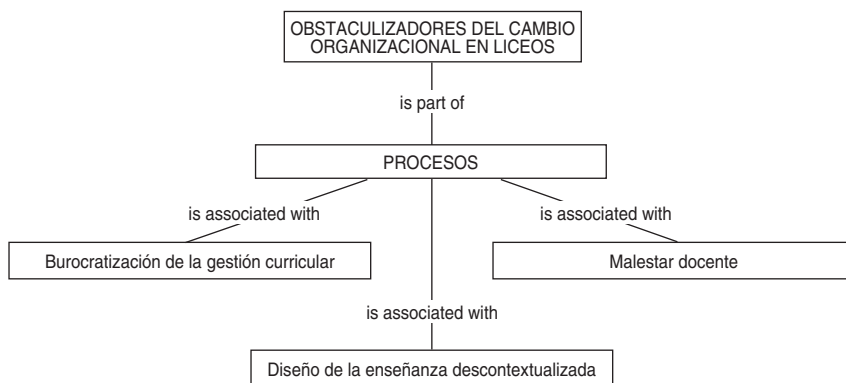 OBSTACULIZADORES DEL CAMBIO
ORGANIZACIONAL EN LICEOS
is part of
PROCESOS
is associated with
is associated with
Burocratización de la gestión curricular
Malestar docente
is associated with
Diseño de la enseñanza descontextualizada